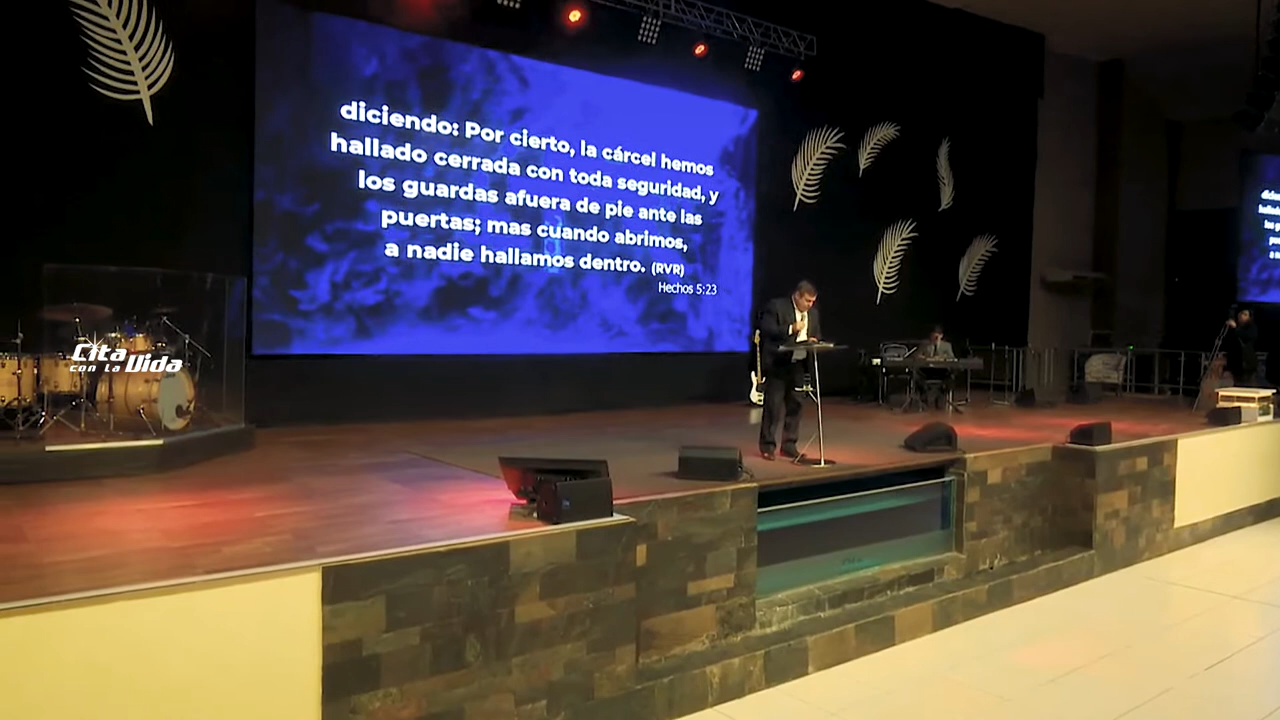 diciendo: Por cierto, la cárcel hemos
hallado cerrada con toda seguridad, y
los guardas afuera de pie ante las
puertas; mas cuando abrimos,
a nadie hallamos dentro. (RVR)
Hechos 5:23
Cita
con la Vida